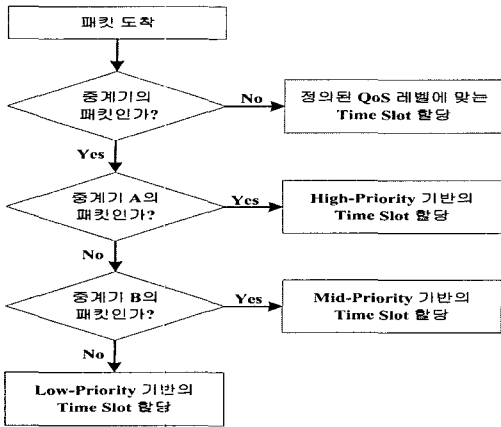 패킷 도착
중계기의
패킷인가?
No
정의된 QoS 레벨에 맞는
Time Slot 할당
Yes
중계기 A의
패킷인가?
Yes
High-Priority 기반의
Time Slot 할당
No
중계기 B의
패킷인가?
Yes
Mid-Priority 기반의
Time Slot 할당
No
Low-Priority 기반의
Time Slot 할당